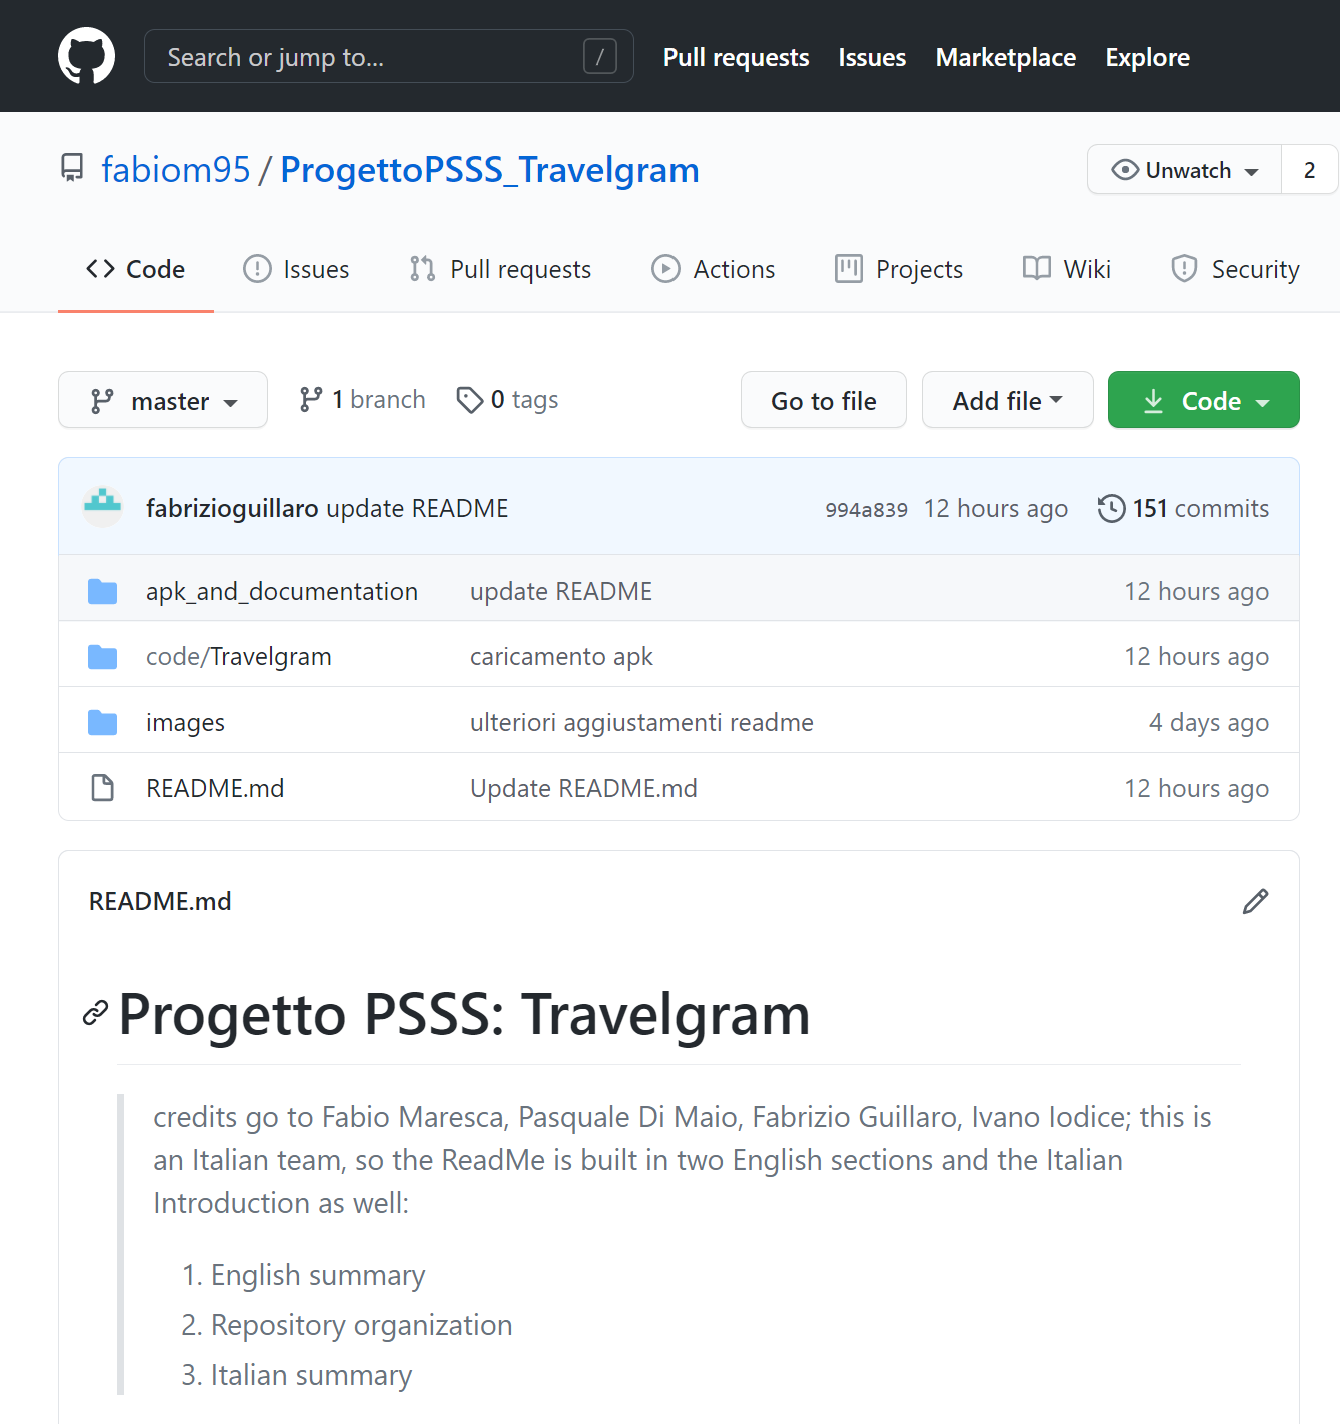 Search or jump to... /
Pull requests Issues Marketplace Explore
fabiom95 / ProgettoPSSS_Travelgram
Unwatch 2
Code Issues Pull requests Actions Projects Wiki Security
master 1 branch 0 tags Go to file Add file Code
fabrizioguillaro update README 994a839 12 hours ago 151 commits
apk_and_documentation update README 12 hours ago
code/Travelgram caricamento apk 12 hours ago
images ulteriori aggiustamenti readme 4 days ago
README.md Update README.md 12 hours ago
README.md
Progetto PSSS: Travelgram
credits go to Fabio Maresca, Pasquale Di Maio, Fabrizio Guillaro, Ivano Iodice; this is
an Italian team, so the ReadMe is built in two English sections and the Italian
Introduction as well:
1. English summary
2. Repository organization
3. Italian summary